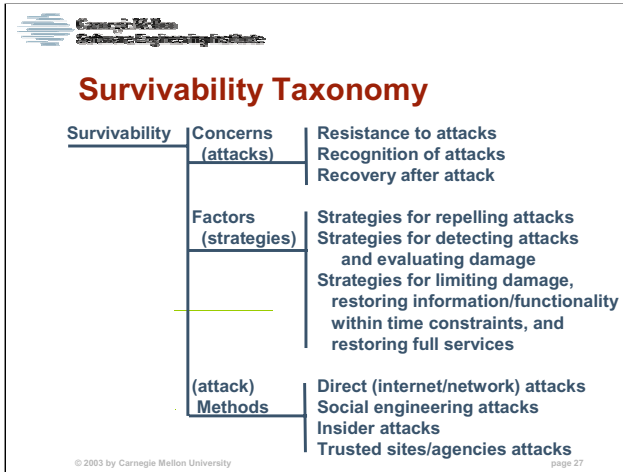 Carnegie Mellon
Software Engineering Institute
Survivability Taxonomy
Survivability
Concerns
(attacks)
Resistance to attacks
Recognition of attacks
Recovery after attack
Factors
(strategies)
Strategies for repelling attacks
Strategies for detecting attacks
and evaluating damage
Strategies for limiting damage,
restoring information/functionality
within time constraints, and
restoring full services
(attack)
Methods
Direct (internet/network) attacks
Social engineering attacks
Insider attacks
Trusted sites/agencies attacks
© 2003 by Carnegie Mellon University
page 27